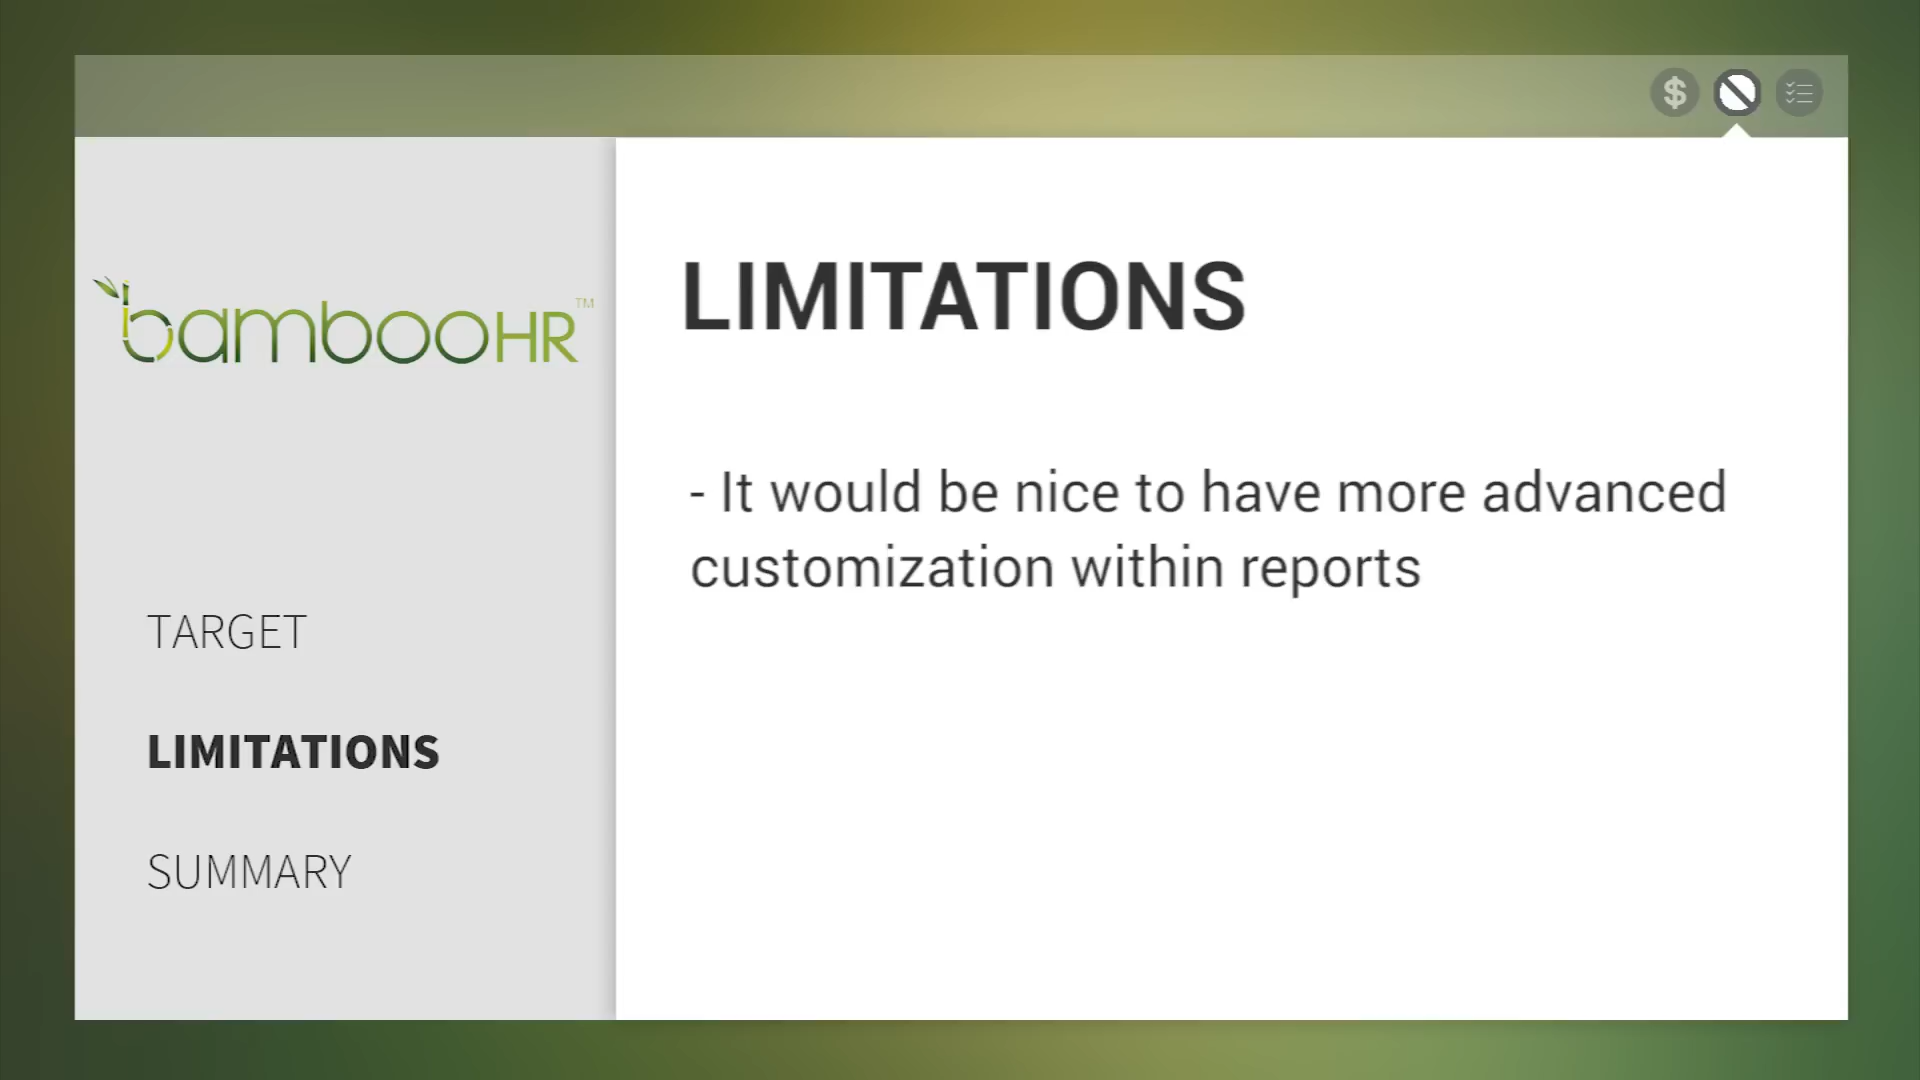 $
bambooHR™
TARGET
LIMITATIONS
SUMMARY
LIMITATIONS
- It would be nice to have more advanced
customization within reports